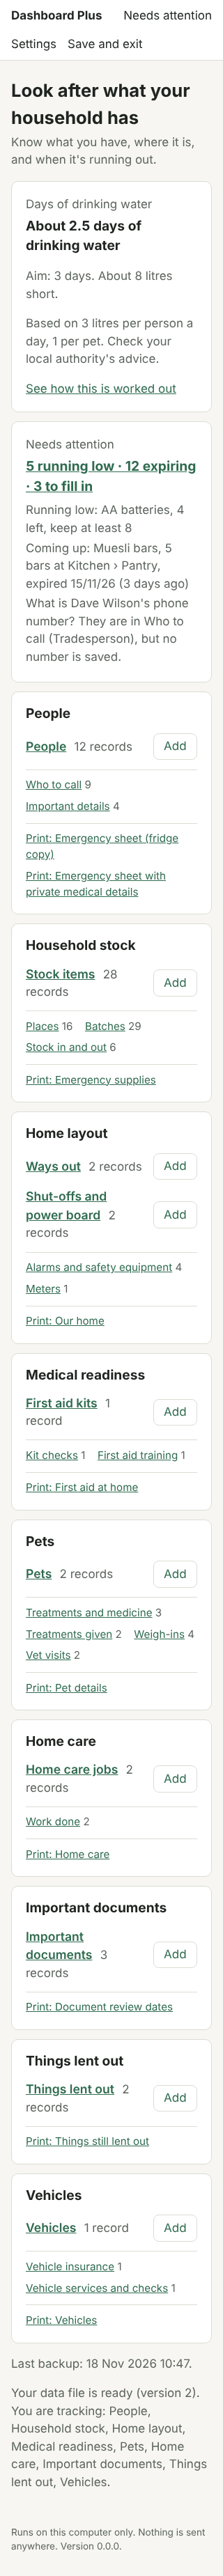 Dashboard Plus Needs attention
Settings Save and exit
Look after what your
household has
Know what you have, where it is,
and when it's running out.
Days of drinking water
About 2.5 days of
drinking water
Aim: 3 days. About 8 litres
short.
Based on 3 litres per person a
day, 1 per pet. Check your
local authority's advice.
See how this is worked out
Needs attention
5 running low · 12 expiring
· 3 to fill in
Running low: AA batteries, 4
left, keep at least 8
Coming up: Muesli bars, 5
bars at Kitchen › Pantry,
expired 15/11/26 (3 days ago)
What is Dave Wilson's phone
number? They are in Who to
call (Tradesperson), but no
number is saved.
People
People 12 records Add
Who to call 9
Important details 4
Print: Emergency sheet (fridge
copy)
Print: Emergency sheet with
private medical details
Household stock
Stock items 28
records Add
Places 16 Batches 29
Stock in and out 6
Print: Emergency supplies
Home layout
Ways out 2 records Add
Shut-offs and
power board 2
records Add
Alarms and safety equipment 4
Meters 1
Print: Our home
Medical readiness
First aid kits 1
record Add
Kit checks 1 First aid training 1
Print: First aid at home
Pets
Pets 2 records Add
Treatments and medicine 3
Treatments given 2 Weigh-ins 4
Vet visits 2
Print: Pet details
Home care
Home care jobs 2
records Add
Work done 2
Print: Home care
Important documents
Important
documents 3
records Add
Print: Document review dates
Things lent out
Things lent out 2
records Add
Print: Things still lent out
Vehicles
Vehicles 1 record Add
Vehicle insurance 1
Vehicle services and checks 1
Print: Vehicles
Last backup: 18 Nov 2026 10:47.
Your data file is ready (version 2).
You are tracking: People,
Household stock, Home layout,
Medical readiness, Pets, Home
care, Important documents, Things
lent out, Vehicles.
Runs on this computer only. Nothing is sent
anywhere. Version 0.0.0.